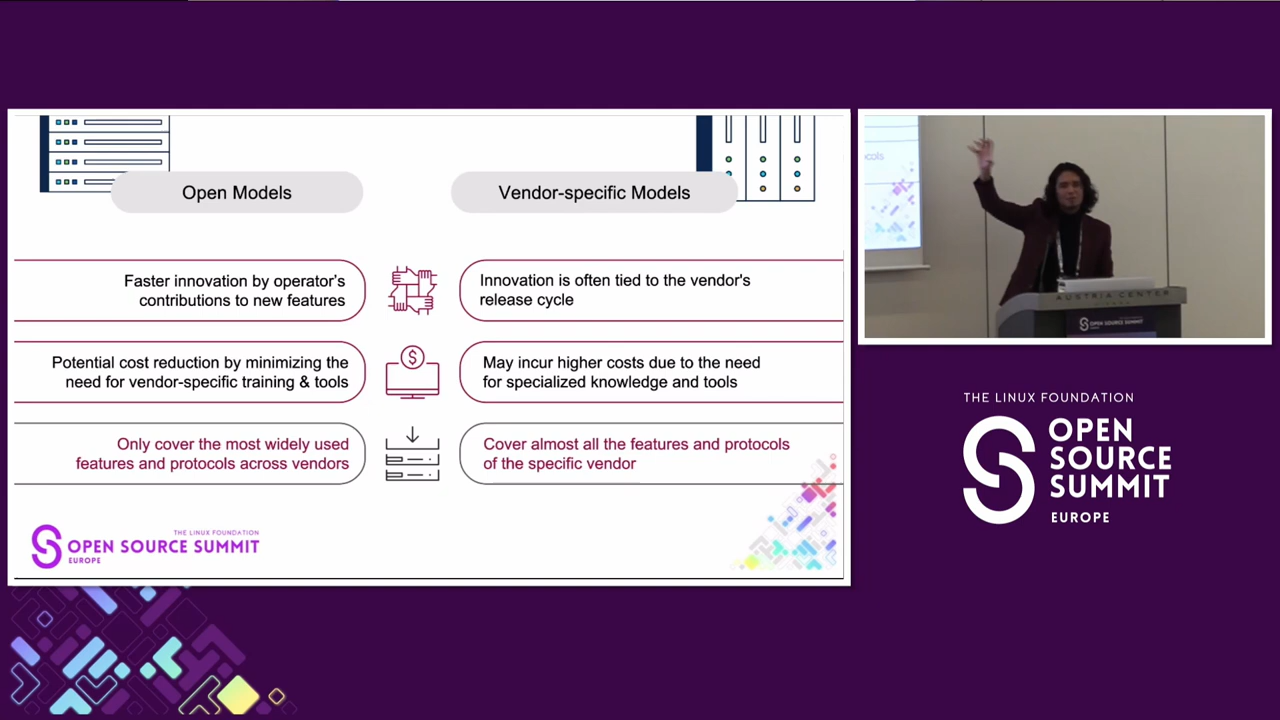 Open Models
Vendor-specific Models
Faster innovation by operator's
contributions to new features
Innovation is often tied to the vendor's
release cycle
Potential cost reduction by minimizing the
need for vendor-specific training & tools
May incur higher costs due to the need
for specialized knowledge and tools
Only cover the most widely used
features and protocols across vendors
Cover almost all the features and protocols
of the specific vendor
THE LINUX FOUNDATION
OPEN SOURCE SUMMIT
EUROPE
AUSTRIA CENTER
OPEN SOURCE SUMMIT
THE LINUX FOUNDATION
OPEN
SOURCE
SUMMIT
EUROPE